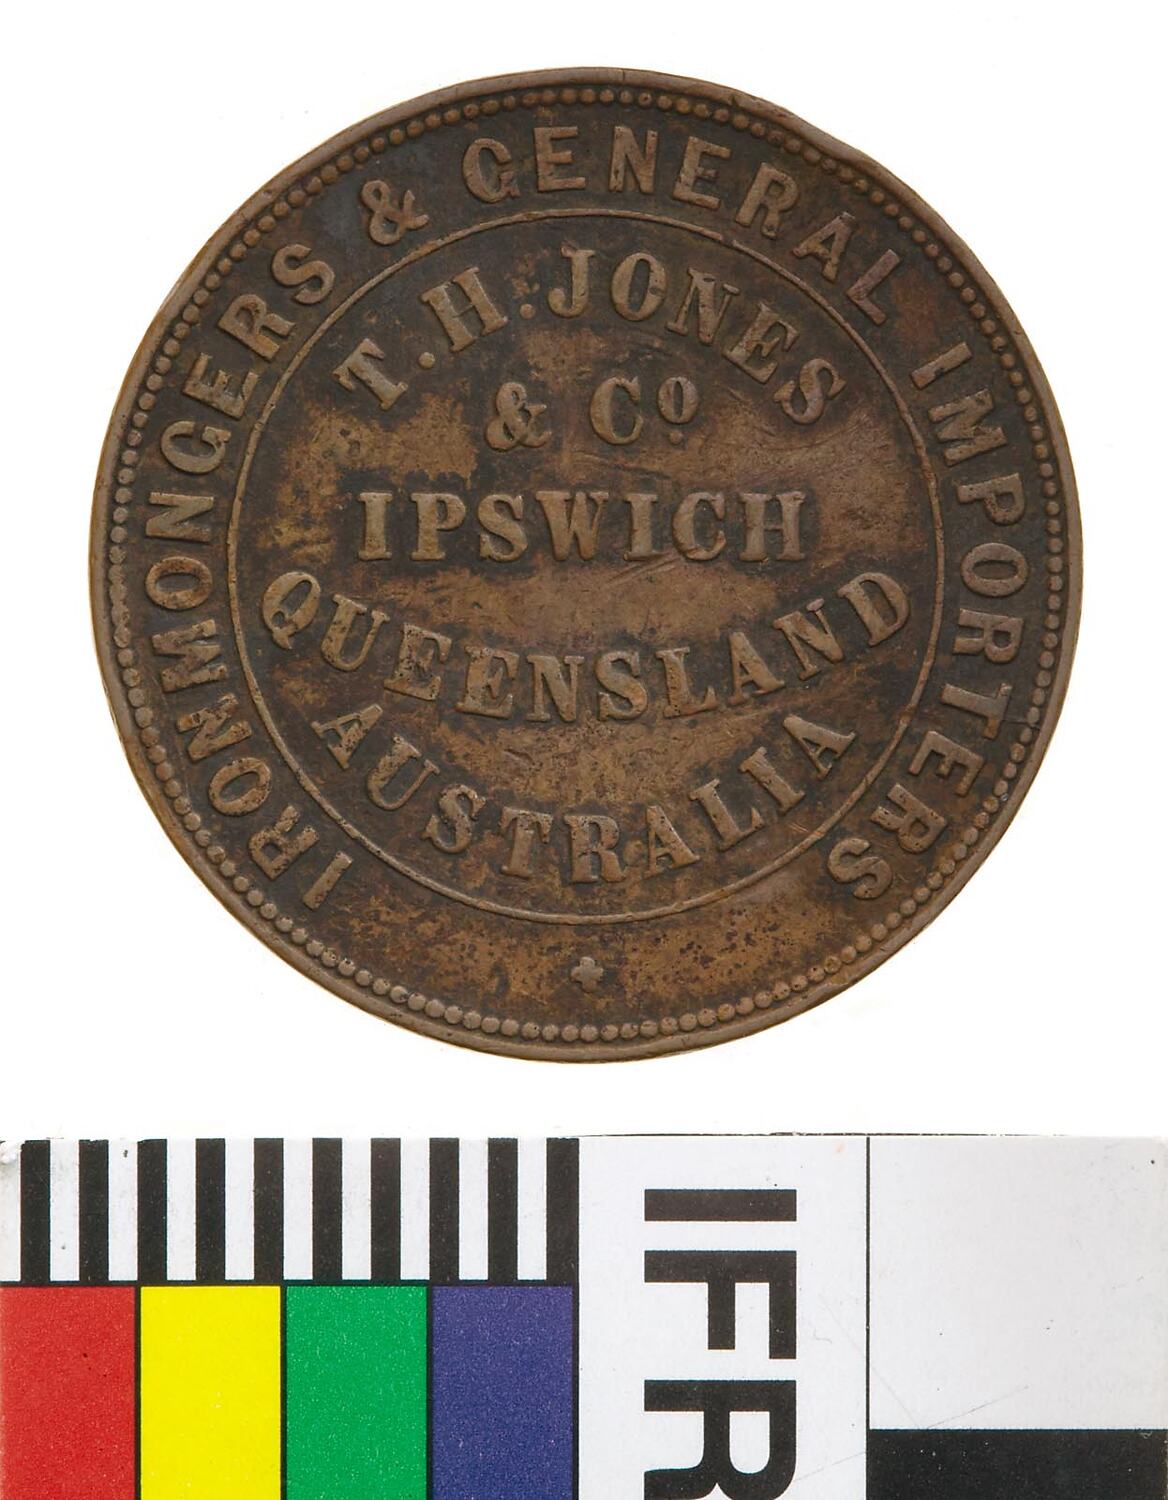 IRONMONGERS & GENERAL IMPORTERS
T.H.JONES
& Co
IPSWICH
QUEENSLAND
AUSTRALIA
IFR